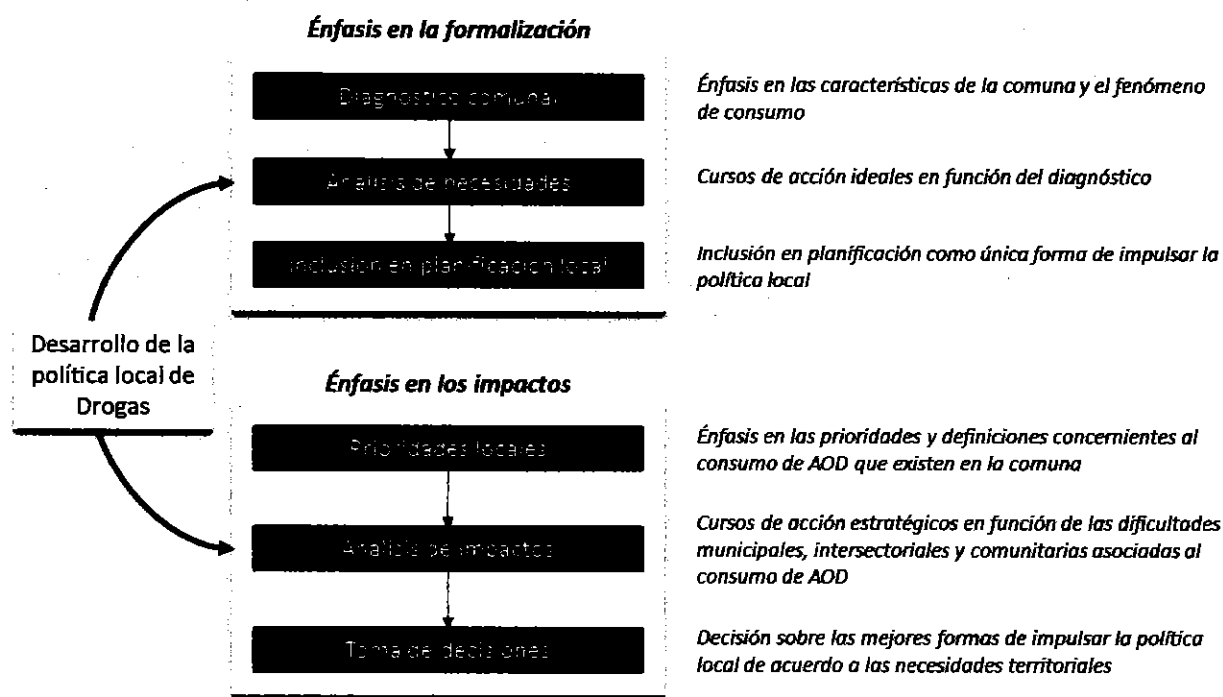 Énfasis en la formalización
Diagnóstico comunal
Énfasis en las características de la comuna y el fenómeno
de consumo
Análisis de necesidades
Cursos de acción ideales en función del diagnóstico
Inclusión en planificación local
Inclusión en planificación como única forma de impulsar la
política local
Desarrollo de la
política local de
Drogas
Énfasis en los impactos
Prioridades locales
Énfasis en las prioridades y definiciones concernientes al
consumo de AOD que existen en la comuna
Análisis de impactos
Cursos de acción estratégicos en función de las dificultades
municipales, intersectoriales y comunitarias asociadas al
consumo de AOD
Toma de decisiones
Decisión sobre las mejores formas de impulsar la política
local de acuerdo a las necesidades territoriales